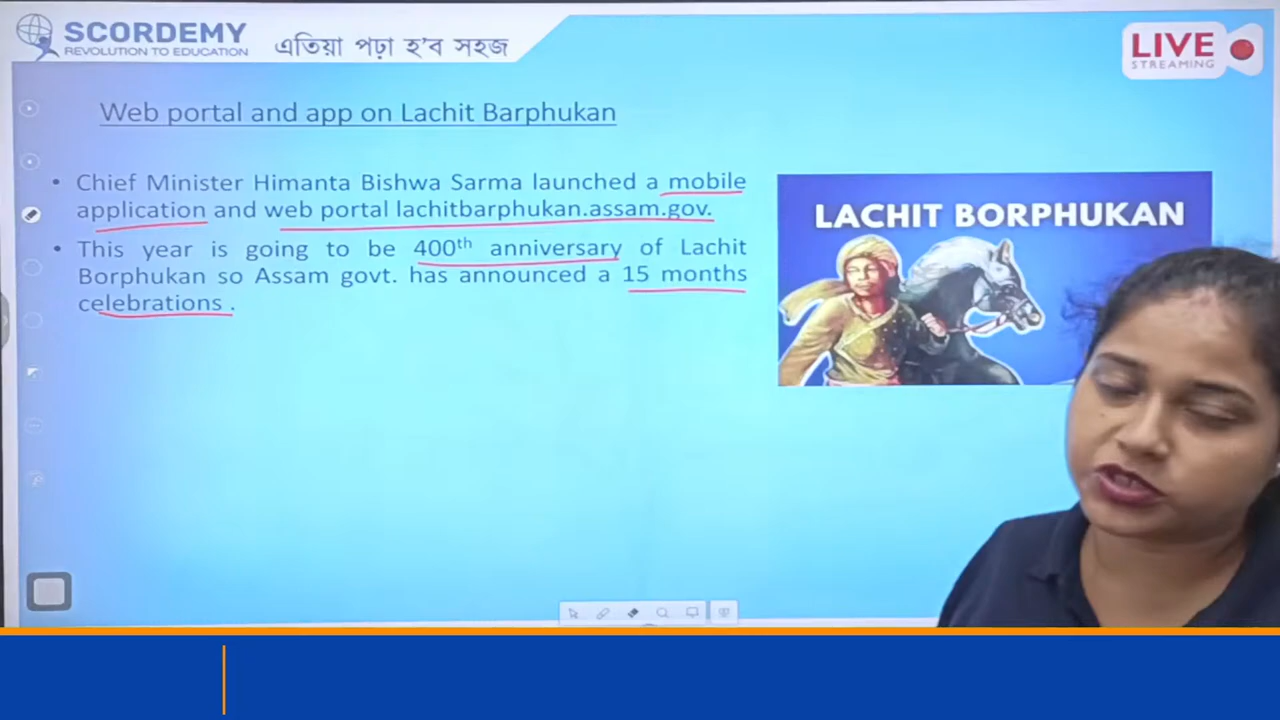 SCORDEMY
REVOLUTION TO EDUCATION
এতিয়া পঢ়া হ'ব সহজ
LIVE
STREAMING
Web portal and app on Lachit Barphukan
• Chief Minister Himanta Bishwa Sarma launched a mobile
application and web portal lachitbarphukan.assam.gov.
• This year is going to be 400th anniversary of Lachit
Borphukan so Assam govt. has announced a 15 months
celebrations .
LACHIT BORPHUKAN